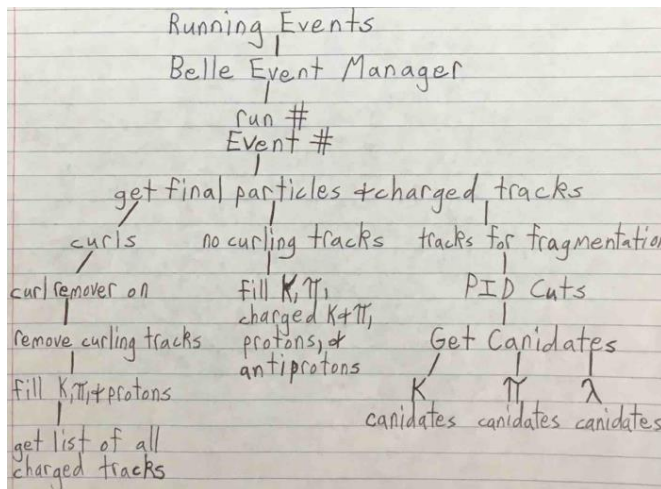 Running Events
Belle Event Manager
run #
Event #
get final particles & charged tracks
curls
no curling tracks
tracks for fragmentation
curl remover on
remove curling tracks
fill K, π, & protons
get list of all
charged tracks
fill K, π,
charged K & π,
protons, &
antiprotons
PID Cuts
Get Canidates
K
canidates
π
canidates
λ
canidates